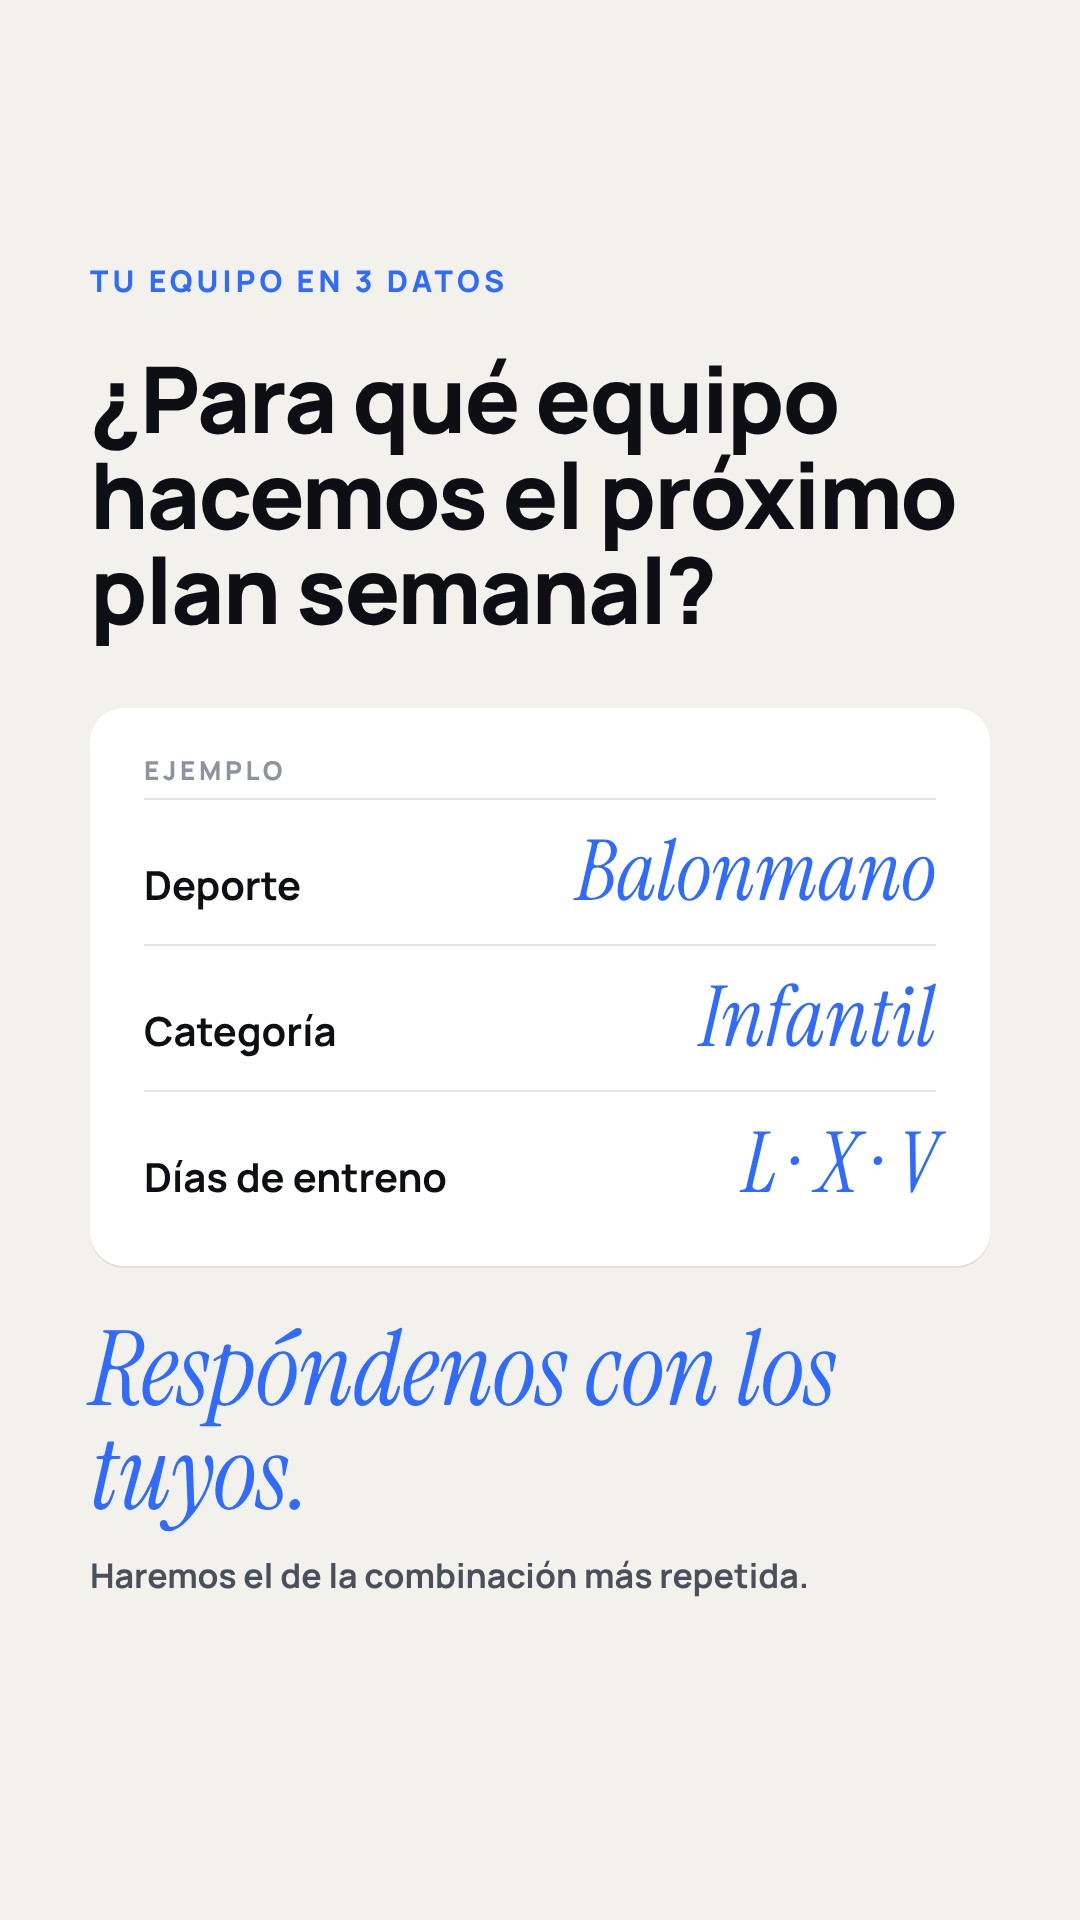 TU EQUIPO EN 3 DATOS
¿Para qué equipo
hacemos el próximo
plan semanal?
EJEMPLO
Deporte Balonmano
Categoría Infantil
Días de entreno L · X · V
Respóndenos con los
tuyos.
Haremos el de la combinación más repetida.